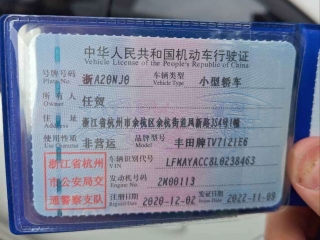 中华人民共和国机动车行驶证
Vehicle License of the People's Republic of China
号牌号码 浙A20NJ0 车辆类型 小型轿车
Plate No. Vehicle Type
所有人 任贺
Owner
住址 浙江省杭州市余杭区余杭街道凤新路354号1幢
Address
使用性质 非营运 品牌型号 丰田牌TV7121E6
Use Character Model
浙江省杭州市公安局交通警察支队
车辆识别代号 LFMAYACC8L0238463
VIN
发动机号码 2M00113
Engine No.
注册日期 2020-12-02 发证日期 2022-11-09
Register Date Issue Date